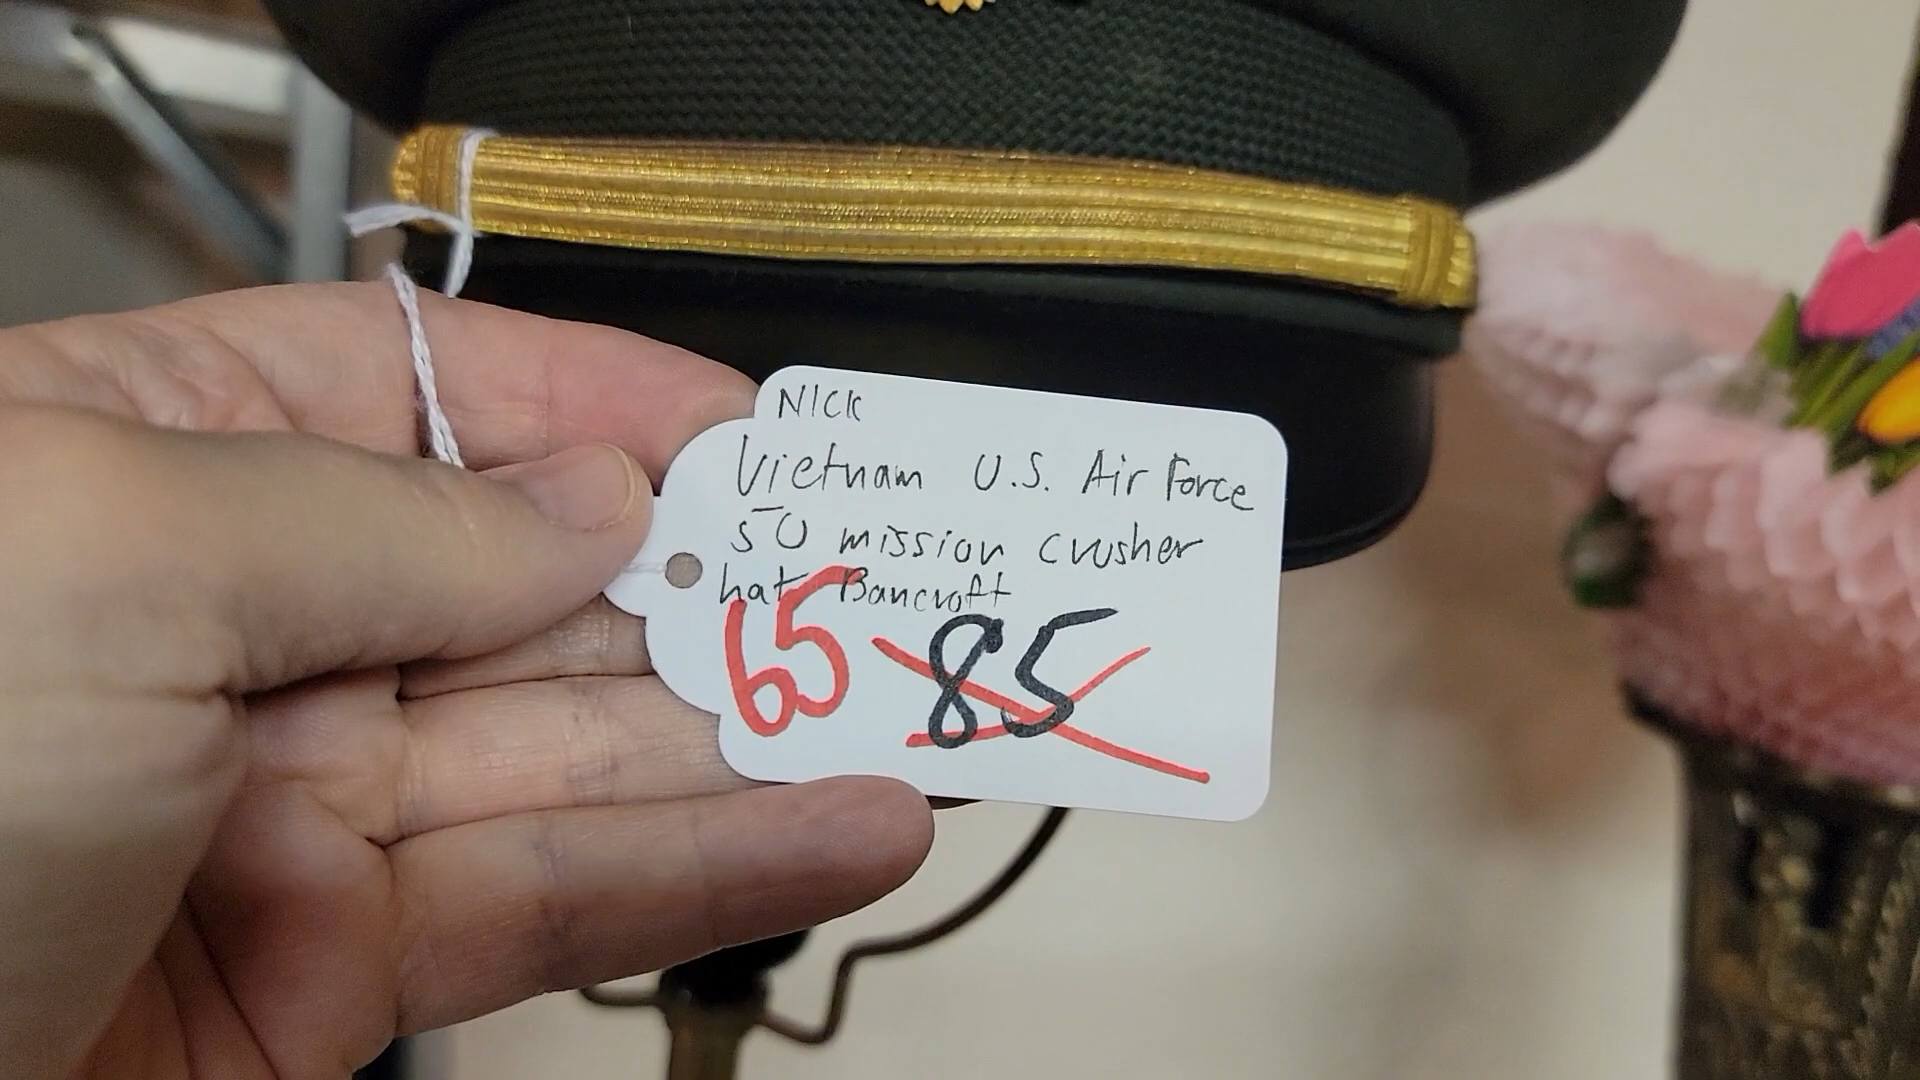 NICK
Vietnam U.S. Air Force
50 mission crusher
hat Bancroft
65 85